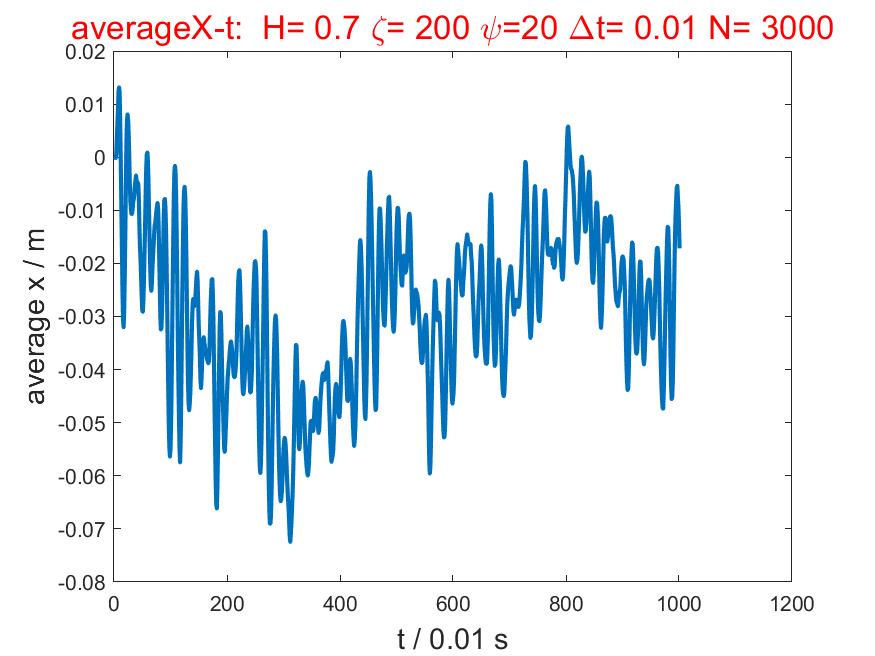 averageX-t: H= 0.7 ζ= 200 ψ=20 Δt= 0.01 N= 3000
0.02
0.01
0
-0.01
-0.02
-0.03
-0.04
-0.05
-0.06
-0.07
-0.08
average x / m
0 200 400 600 800 1000 1200
t / 0.01 s